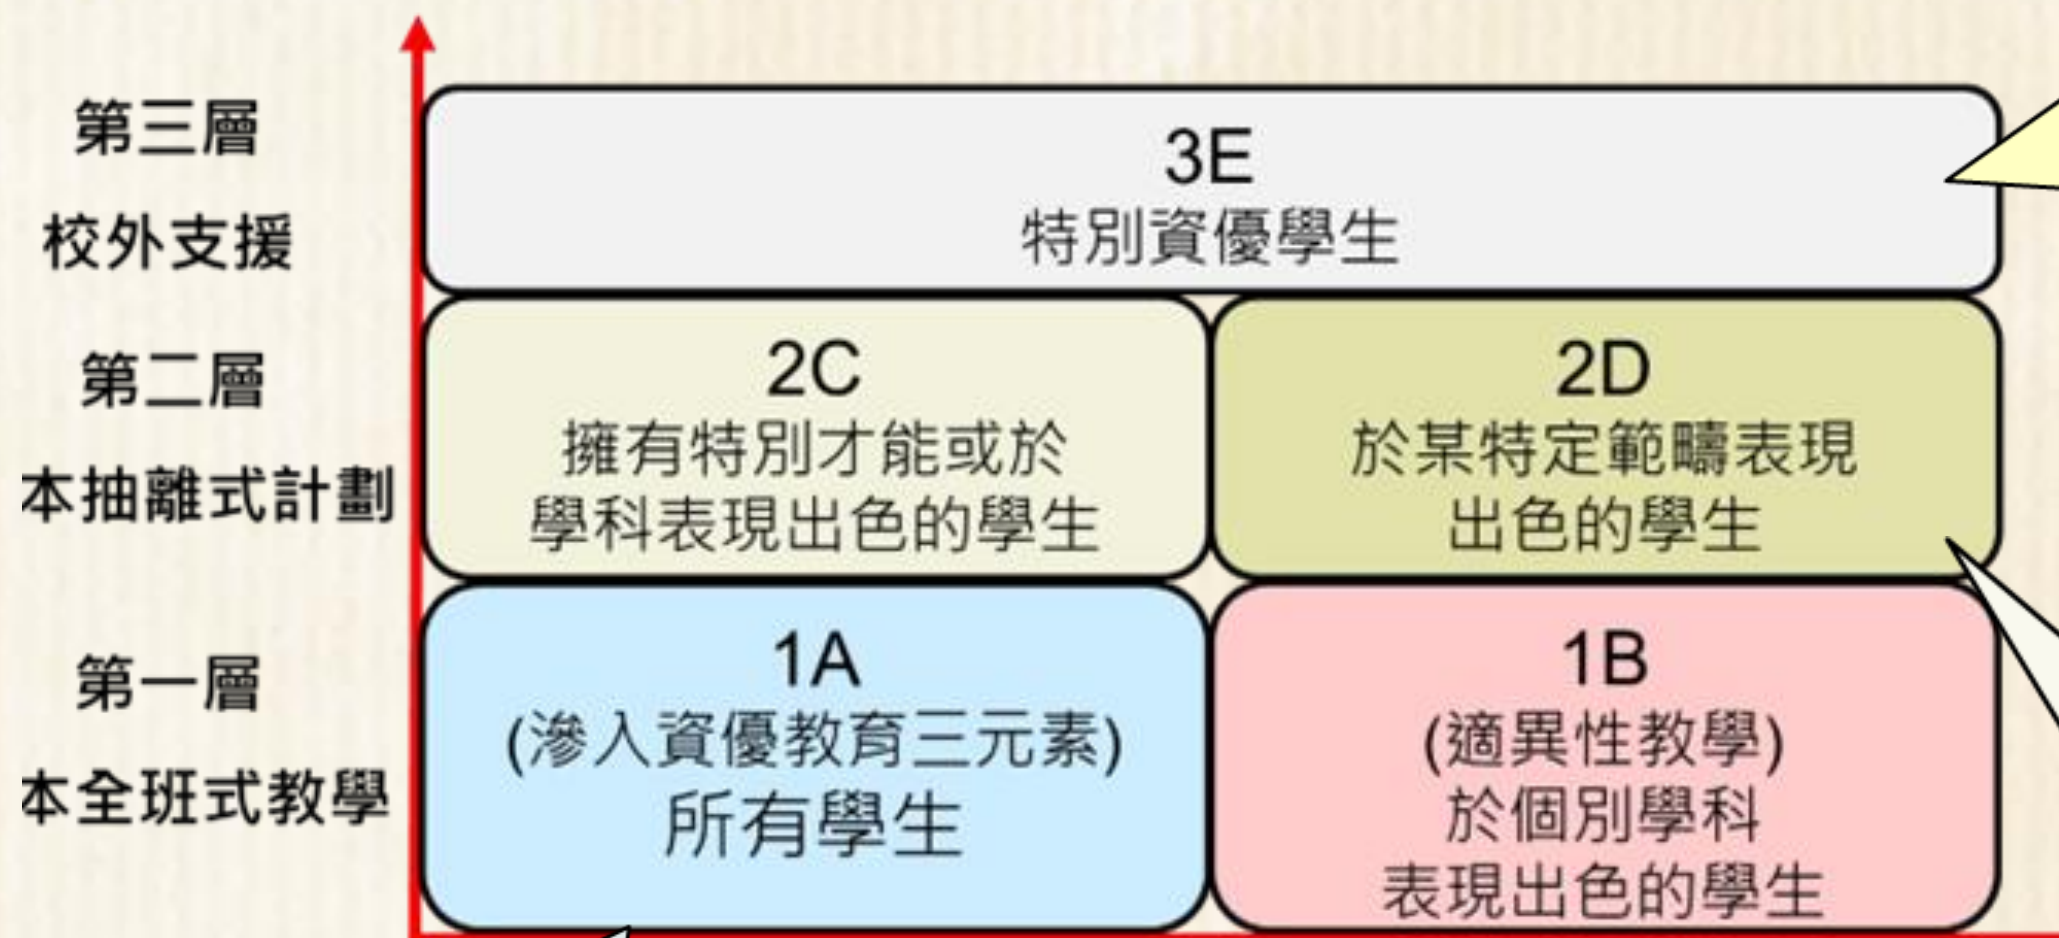 第三層
校外支援
3E
特別資優學生
第二層
本抽離式計劃
2C
擁有特別才能或於
學科表現出色的學生
2D
於某特定範疇表現
出色的學生
第一層
本全班式教學
1A
(滲入資優教育三元素)
所有學生
1B
(適異性教學)
於個別學科
表現出色的學生